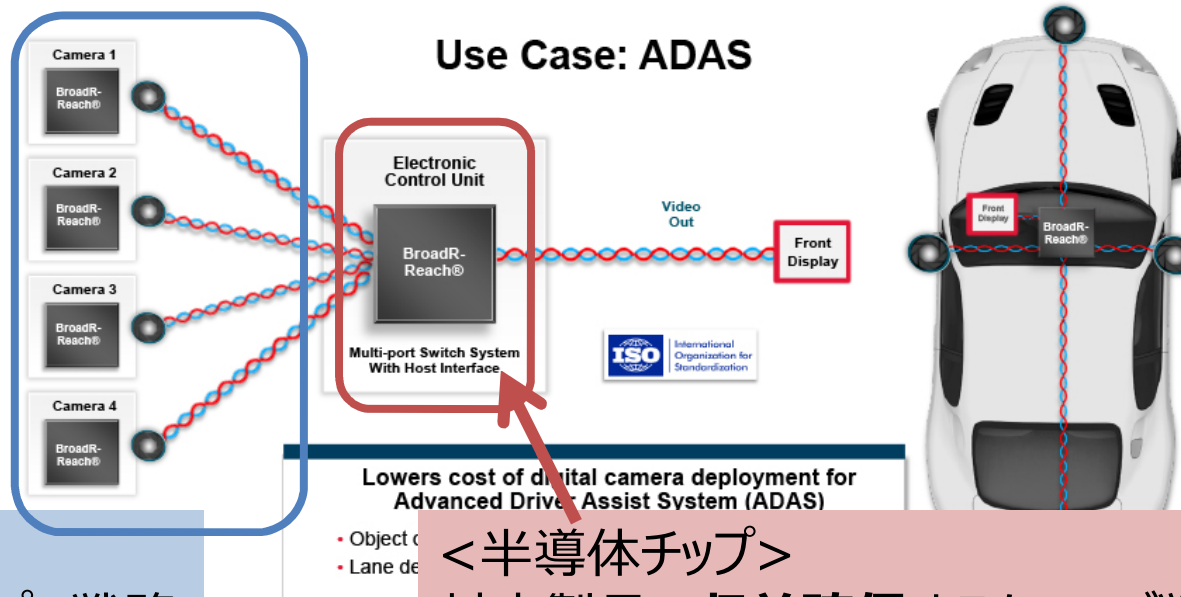 Use Case: ADAS
Camera 1
BroadR-
Reach®
Camera 2
BroadR-
Reach®
Camera 3
BroadR-
Reach®
Camera 4
BroadR-
Reach®
Electronic
Control Unit
BroadR-
Reach®
Multi-port Switch System
With Host Interface
Video
Out
Front
Display
ISO
International
Organization for
Standardization
Front
Display
BroadR-
Reach®
Lowers cost of digital camera deployment for
Advanced Driver Assist System (ADAS)
• Object
• Lane de
<半導体チップ>